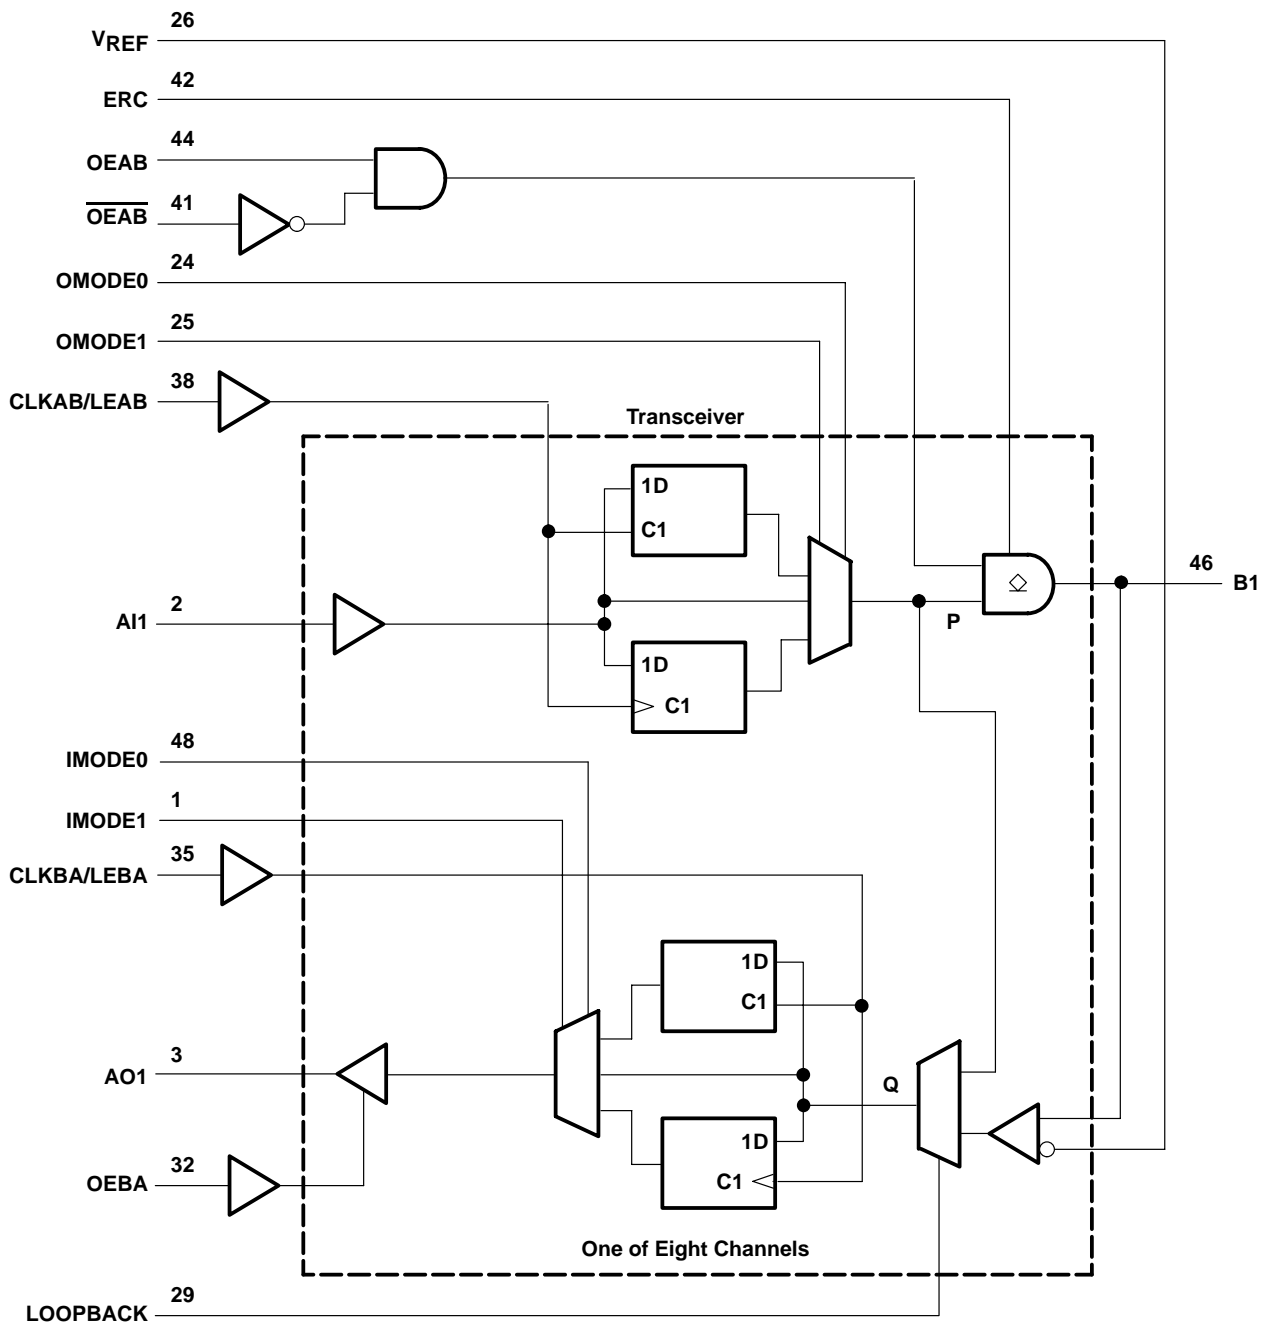 26
VREF
42
ERC
44
OEAB
41
OEAB
24
OMODE0
25
OMODE1
38
CLKAB/LEAB
Transceiver
1D
C1
46
B1
2
AI1
P
1D
C1
48
IMODE0
1
IMODE1
35
CLKBA/LEBA
1D
C1
3
AO1
Q
1D
C1
32
OEBA
One of Eight Channels
29
LOOPBACK